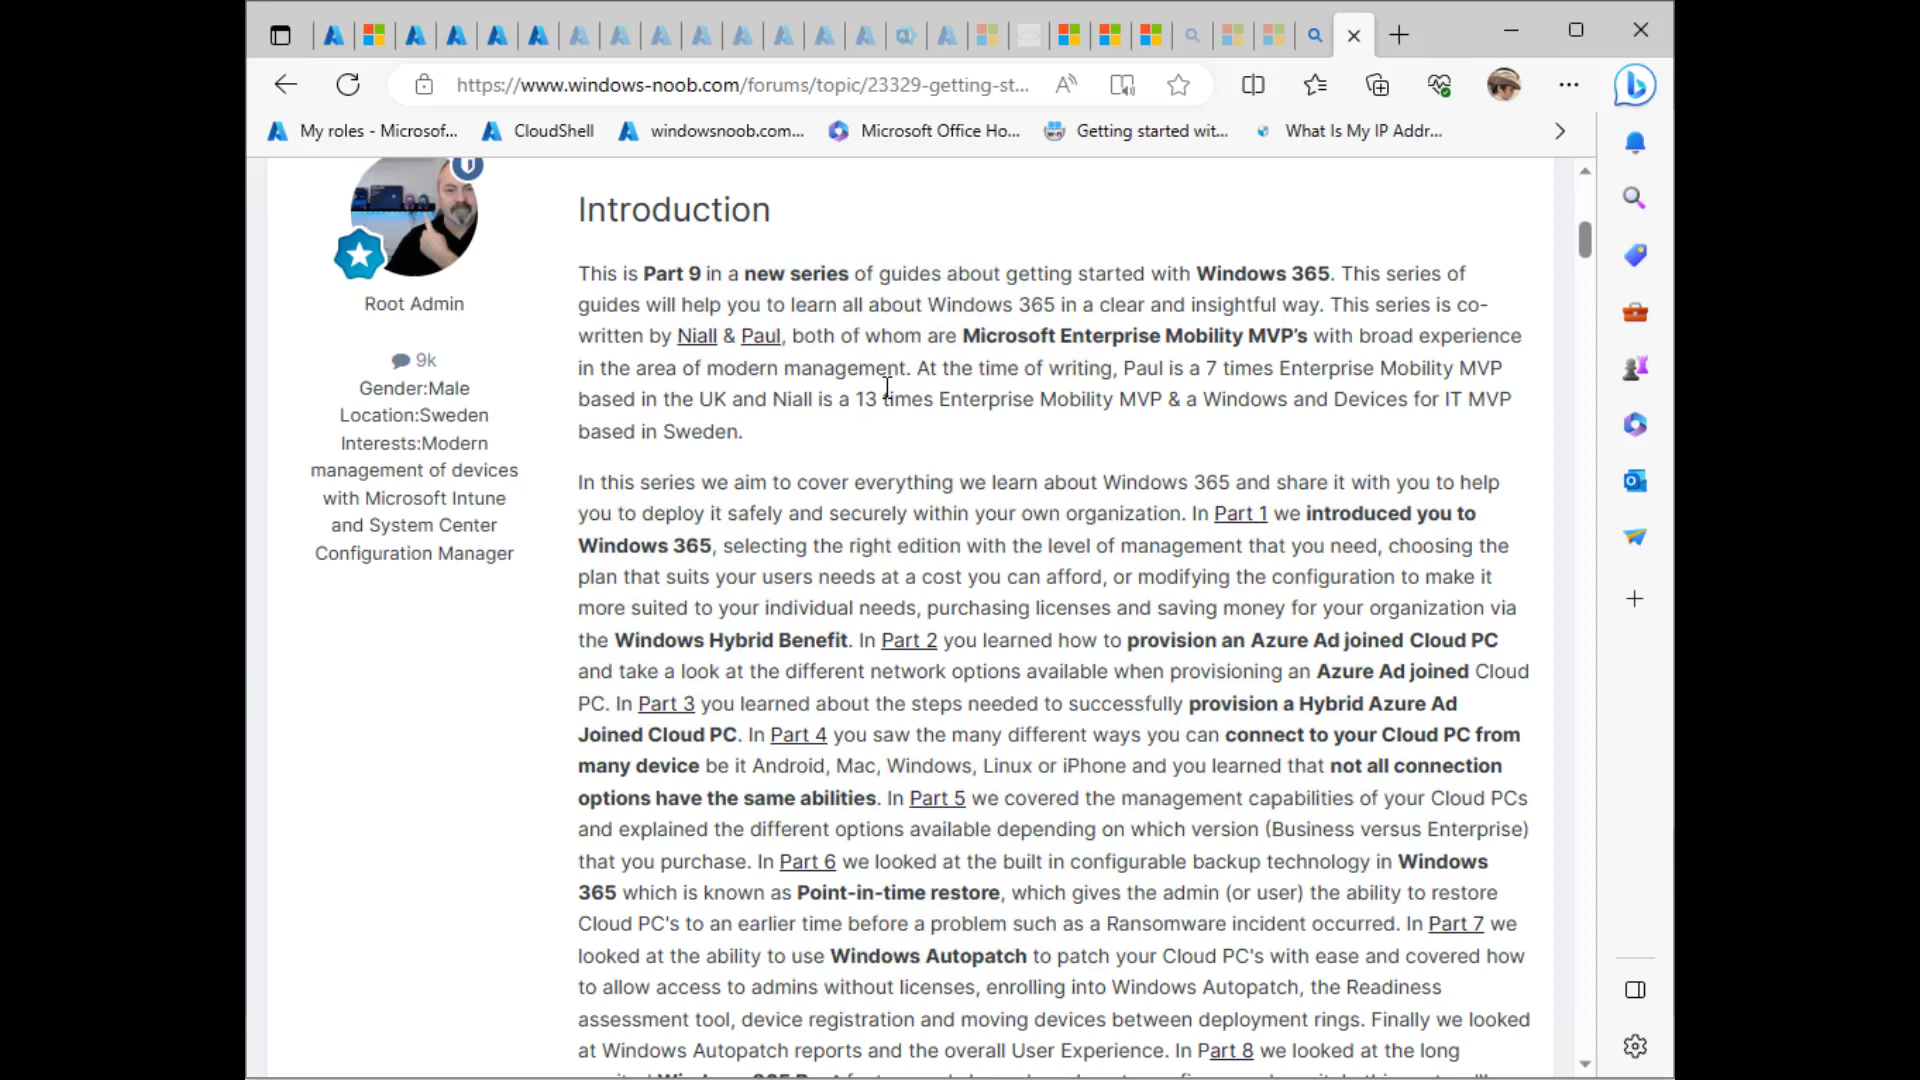 https://www.windows-noob.com/forums/topic/23329-getting-st...
My roles - Microsof...
CloudShell
windowsnoob.com...
Microsoft Office Ho...
Getting started wit...
What Is My IP Addr...
Root Admin
9k
Gender:Male
Location:Sweden
Interests:Modern
management of devices
with Microsoft Intune
and System Center
Configuration Manager
Introduction
This is Part 9 in a new series of guides about getting started with Windows 365. This series of
guides will help you to learn all about Windows 365 in a clear and insightful way. This series is co-
written by Niall & Paul, both of whom are Microsoft Enterprise Mobility MVP’s with broad experience
in the area of modern management. At the time of writing, Paul is a 7 times Enterprise Mobility MVP
based in the UK and Niall is a 13 times Enterprise Mobility MVP & a Windows and Devices for IT MVP
based in Sweden.
In this series we aim to cover everything we learn about Windows 365 and share it with you to help
you to deploy it safely and securely within your own organization. In Part 1 we introduced you to
Windows 365, selecting the right edition with the level of management that you need, choosing the
plan that suits your users needs at a cost you can afford, or modifying the configuration to make it
more suited to your individual needs, purchasing licenses and saving money for your organization via
the Windows Hybrid Benefit. In Part 2 you learned how to provision an Azure Ad joined Cloud PC
and take a look at the different network options available when provisioning an Azure Ad joined Cloud
PC. In Part 3 you learned about the steps needed to successfully provision a Hybrid Azure Ad
Joined Cloud PC. In Part 4 you saw the many different ways you can connect to your Cloud PC from
many device be it Android, Mac, Windows, Linux or iPhone and you learned that not all connection
options have the same abilities. In Part 5 we covered the management capabilities of your Cloud PCs
and explained the different options available depending on which version (Business versus Enterprise)
that you purchase. In Part 6 we looked at the built in configurable backup technology in Windows
365 which is known as Point-in-time restore, which gives the admin (or user) the ability to restore
Cloud PC's to an earlier time before a problem such as a Ransomware incident occurred. In Part 7 we
looked at the ability to use Windows Autopatch to patch your Cloud PC's with ease and covered how
to allow access to admins without licenses, enrolling into Windows Autopatch, the Readiness
assessment tool, device registration and moving devices between deployment rings. Finally we looked
at Windows Autopatch reports and the overall User Experience. In Part 8 we looked at the long